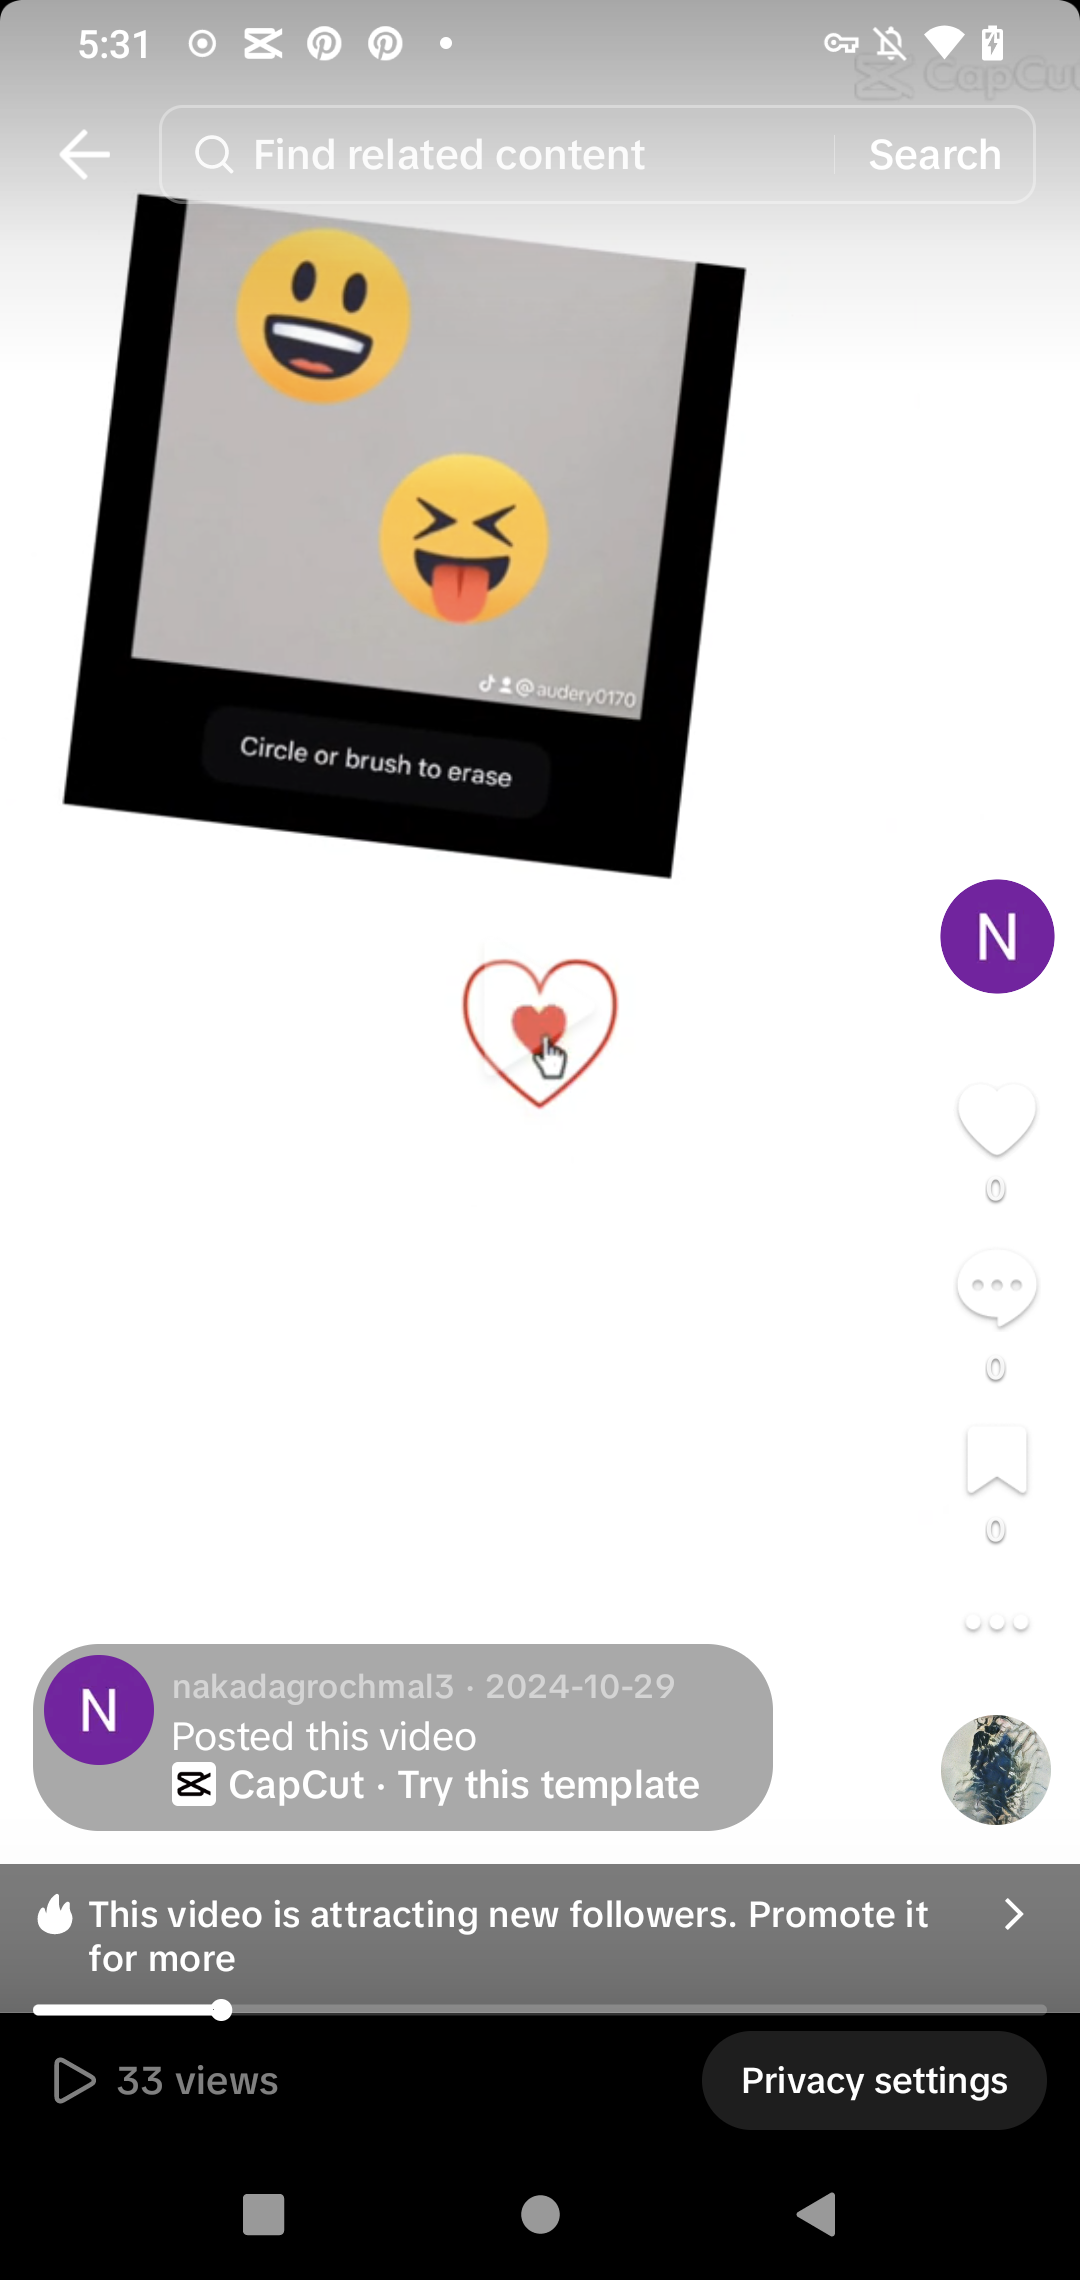 5:31
CapCut
Find related content
Search
@audery0170
Circle or brush to erase
N
0
0
0
N
nakadagrochmal3 · 2024-10-29
Posted this video
CapCut · Try this template
This video is attracting new followers. Promote it
for more
33 views
Privacy settings